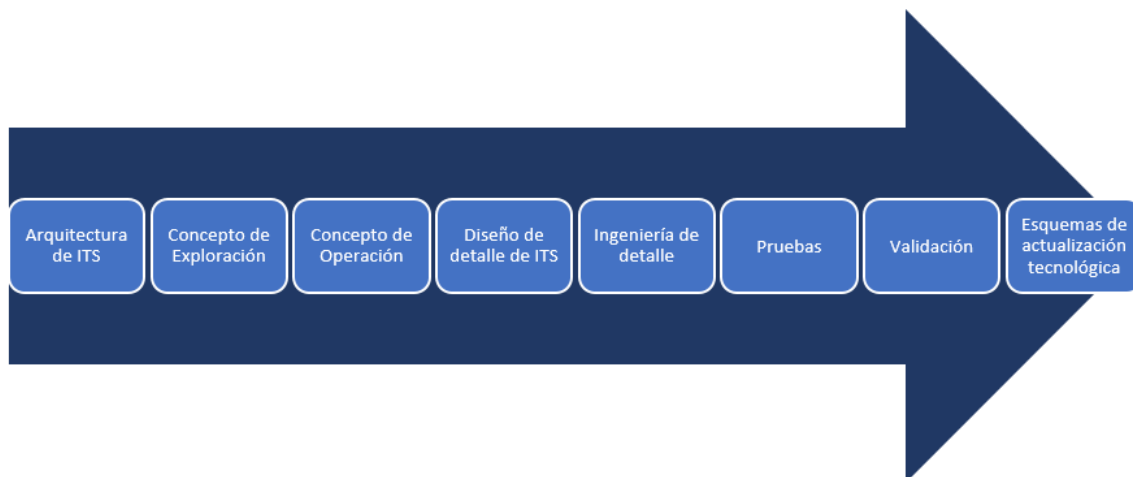 Arquitectura
de ITS
Concepto de
Exploración
Concepto de
Operación
Diseño de
detalle de ITS
Ingeniería de
detalle
Pruebas
Validación
Esquemas de
actualización
tecnológica